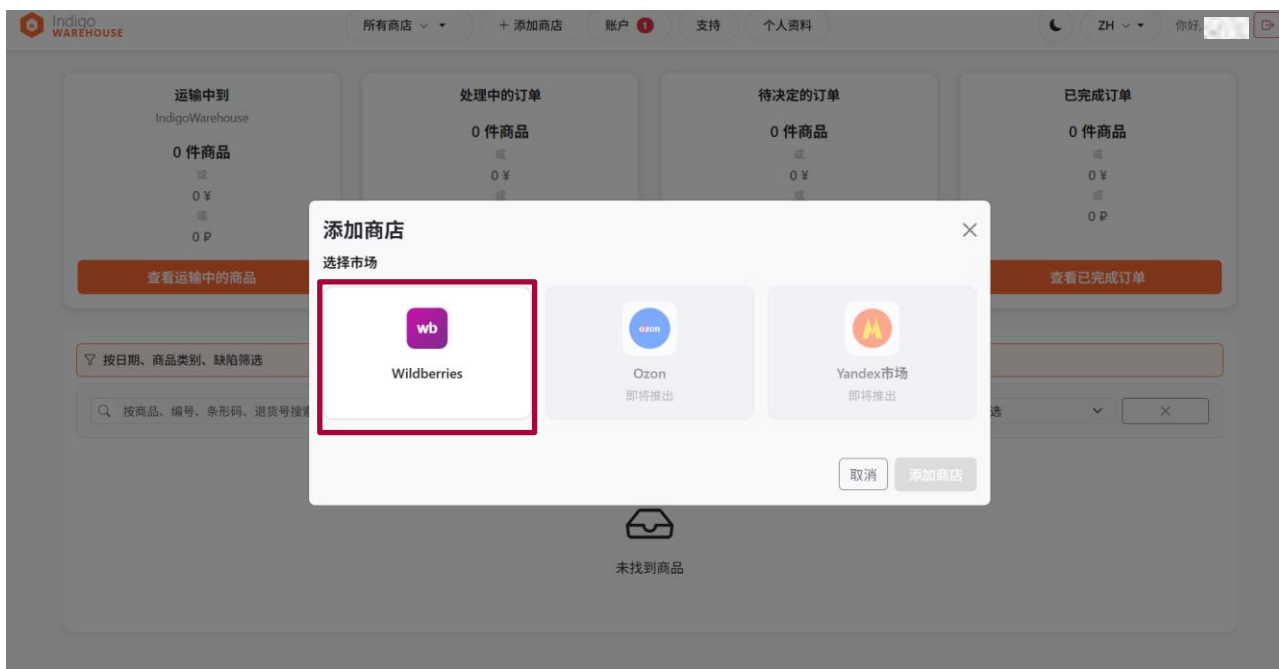 Indigo
WAREHOUSE
所有商店
+ 添加商店
账户 1
支持
个人资料
ZH
你好,
运输中到
IndigoWarehouse
0 件商品
或
0 ¥
或
0 ₽
查看运输中的商品
处理中的订单
0 件商品
或
0 ¥
或
待决定的订单
0 件商品
或
0 ¥
或
已完成订单
0 件商品
或
0 ¥
或
0 ₽
查看已完成订单
添加商店
选择市场
wb
Wildberries
ozon
Ozon
即将推出
Yandex市场
即将推出
取消
添加商店
按日期、商品类别、缺陷筛选
按商品、编号、条形码、退货号搜索
选
未找到商品